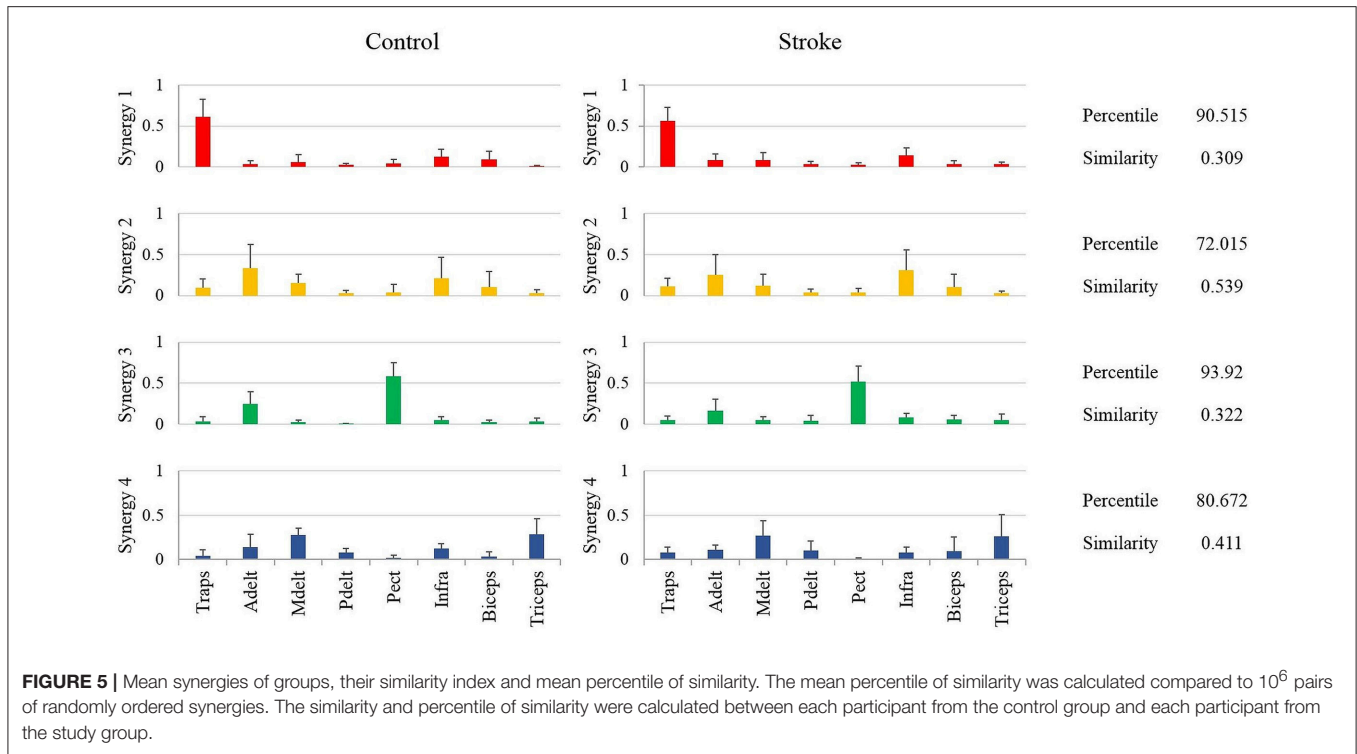 Control Stroke
1
0.5
0
Synergy 1
1
0.5
0
Synergy 1
Percentile 90.515
Similarity 0.309
1
0.5
0
Synergy 2
1
0.5
0
Synergy 2
Percentile 72.015
Similarity 0.539
1
0.5
0
Synergy 3
1
0.5
0
Synergy 3
Percentile 93.92
Similarity 0.322
1
0.5
0
Synergy 4
1
0.5
0
Synergy 4
Percentile 80.672
Similarity 0.411
Traps
Adelt
Mdelt
Pdelt
Pect
Infra
Biceps
Triceps
Traps
Adelt
Mdelt
Pdelt
Pect
Infra
Biceps
Triceps
FIGURE 5 | Mean synergies of groups, their similarity index and mean percentile of similarity. The mean percentile of similarity was calculated compared to 10⁶ pairs
of randomly ordered synergies. The similarity and percentile of similarity were calculated between each participant from the control group and each participant from
the study group.